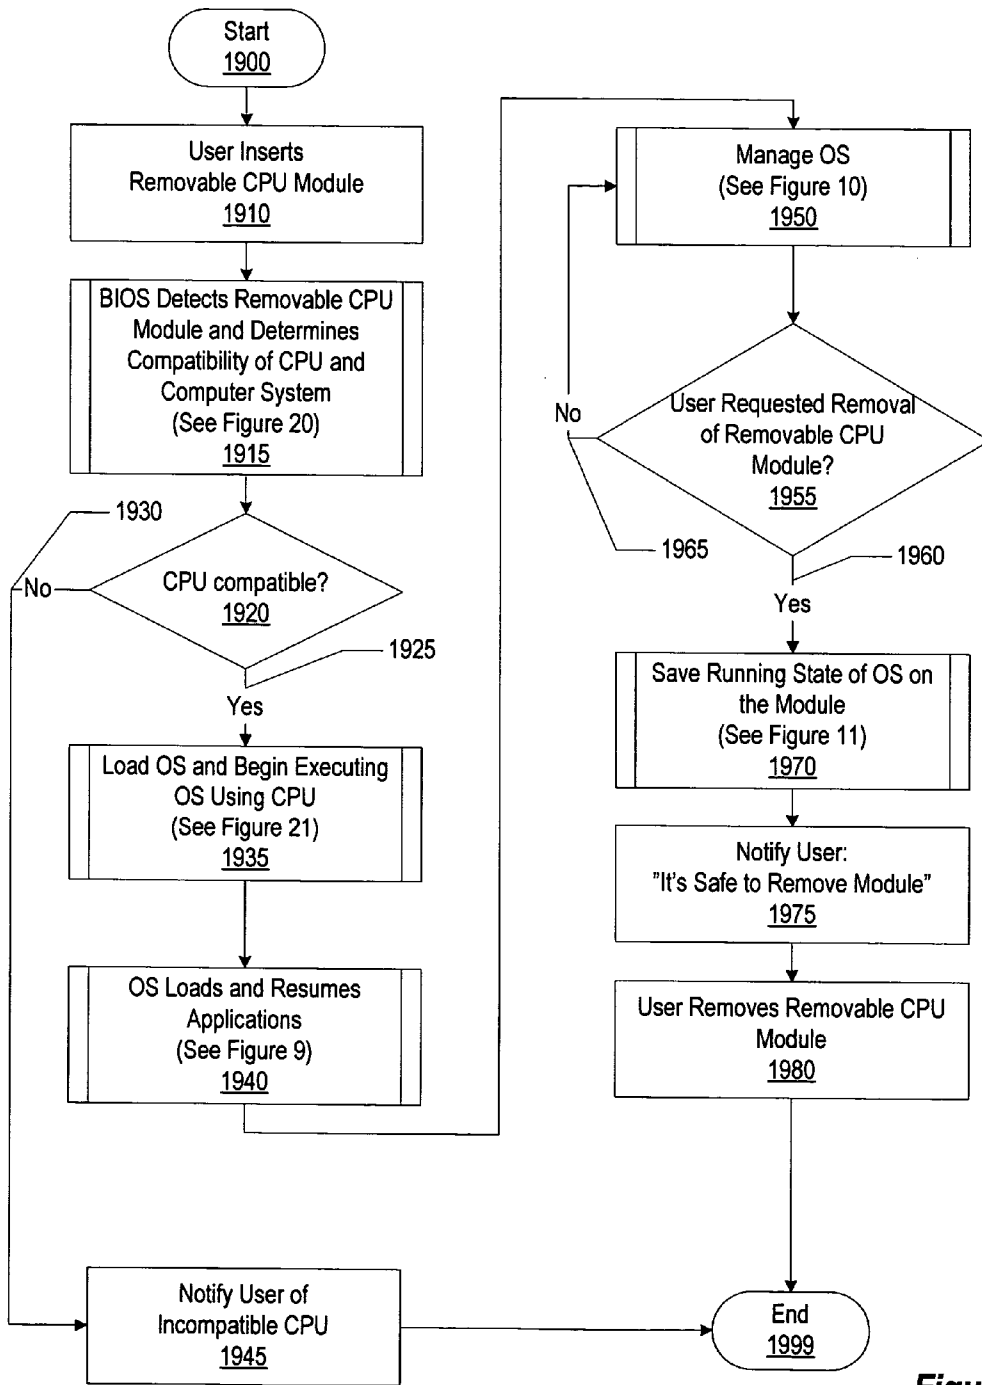 Start
1900
User Inserts
Removable CPU Module
1910
BIOS Detects Removable CPU
Module and Determines
Compatibility of CPU and
Computer System
(See Figure 20)
1915
1930
No
CPU compatible?
1920
1925
Yes
Load OS and Begin Executing
OS Using CPU
(See Figure 21)
1935
OS Loads and Resumes
Applications
(See Figure 9)
1940
Notify User of
Incompatible CPU
1945
Manage OS
(See Figure 10)
1950
No
User Requested Removal
of Removable CPU
Module?
1955
1965
1960
Yes
Save Running State of OS on
the Module
(See Figure 11)
1970
Notify User:
"It's Safe to Remove Module"
1975
User Removes Removable CPU
Module
1980
End
1999